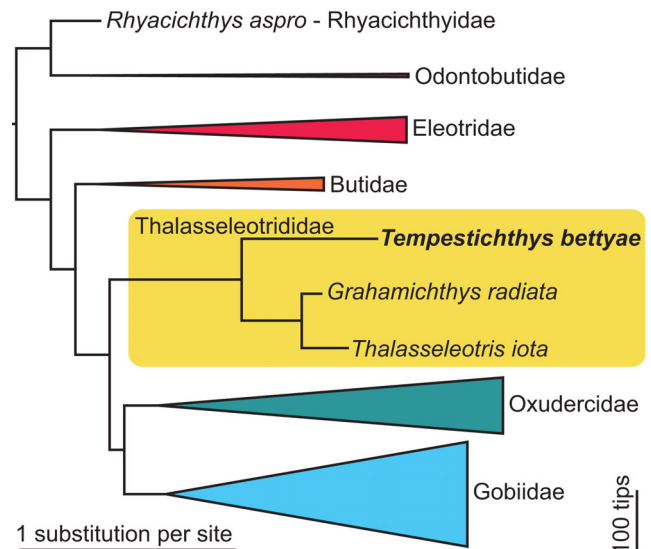 Rhyacichthys aspro - Rhyacichthyidae
Odontobutidae
Eleotridae
Butidae
Thalasseleotrididae
Tempestichthys bettyae
Grahamichthys radiata
Thalasseleotris iota
Oxudercidae
Gobiidae
1 substitution per site
100 tips